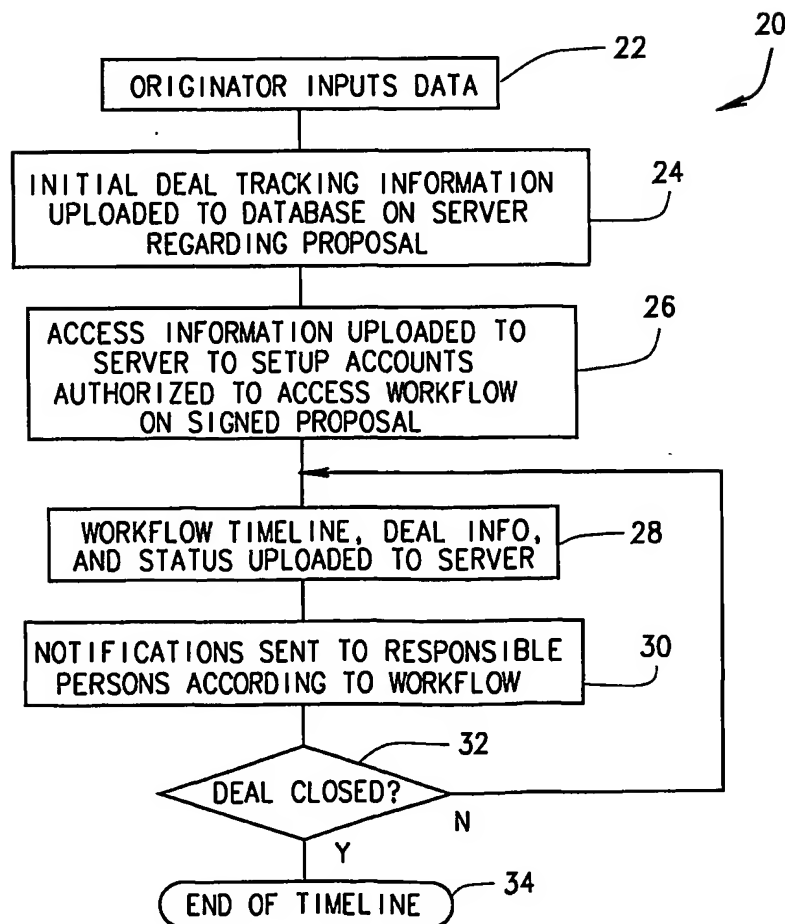 20
22
ORIGINATOR INPUTS DATA
24
INITIAL DEAL TRACKING INFORMATION
UPLOADED TO DATABASE ON SERVER
REGARDING PROPOSAL
26
ACCESS INFORMATION UPLOADED TO
SERVER TO SETUP ACCOUNTS
AUTHORIZED TO ACCESS WORKFLOW
ON SIGNED PROPOSAL
WORKFLOW TIMELINE, DEAL INFO,
AND STATUS UPLOADED TO SERVER
28
NOTIFICATIONS SENT TO RESPONSIBLE
PERSONS ACCORDING TO WORKFLOW
30
32
DEAL CLOSED?
N
Y
END OF TIMELINE
34